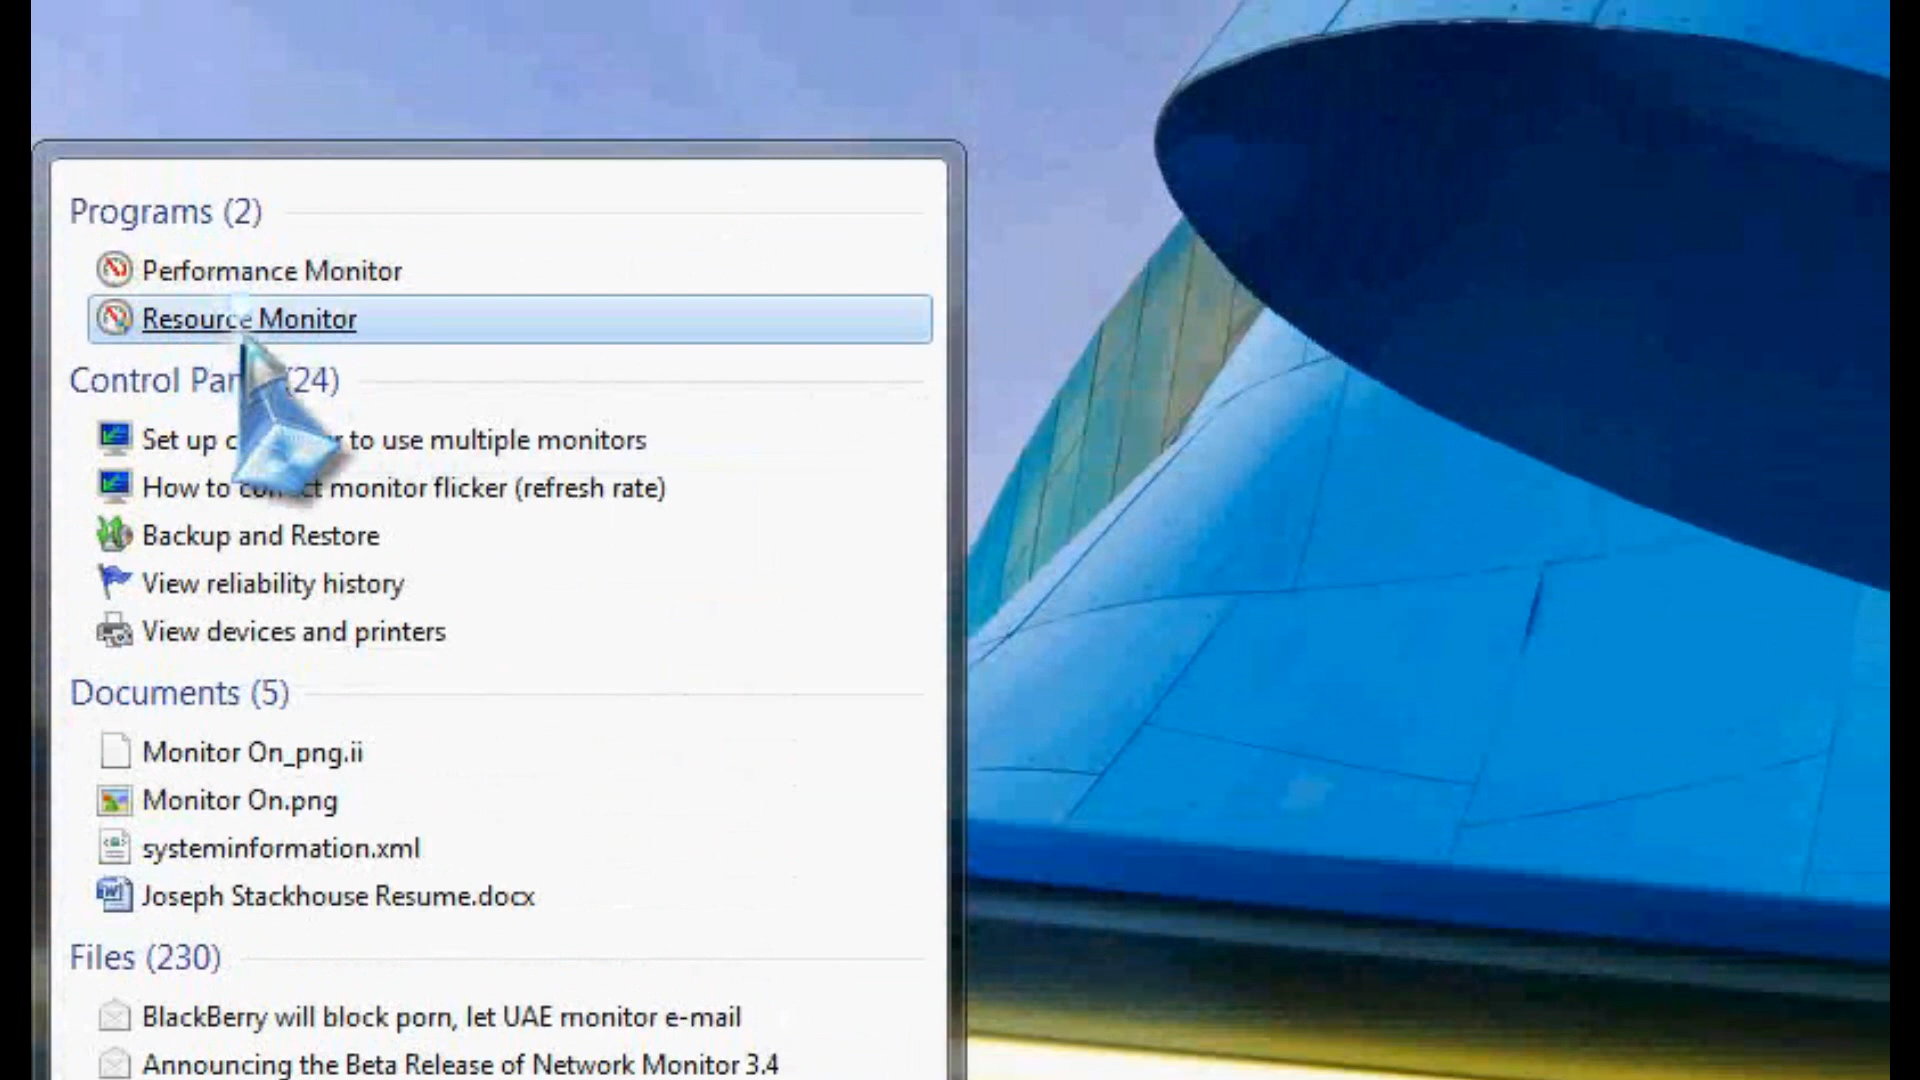 Programs (2)
Performance Monitor
Resource Monitor
Control Pan (24)
Set up c r to use multiple monitors
How to correct monitor flicker (refresh rate)
Backup and Restore
View reliability history
View devices and printers
Documents (5)
Monitor On_png.ii
Monitor On.png
systeminformation.xml
Joseph Stackhouse Resume.docx
Files (230)
BlackBerry will block porn, let UAE monitor e-mail
Announcing the Beta Release of Network Monitor 3.4